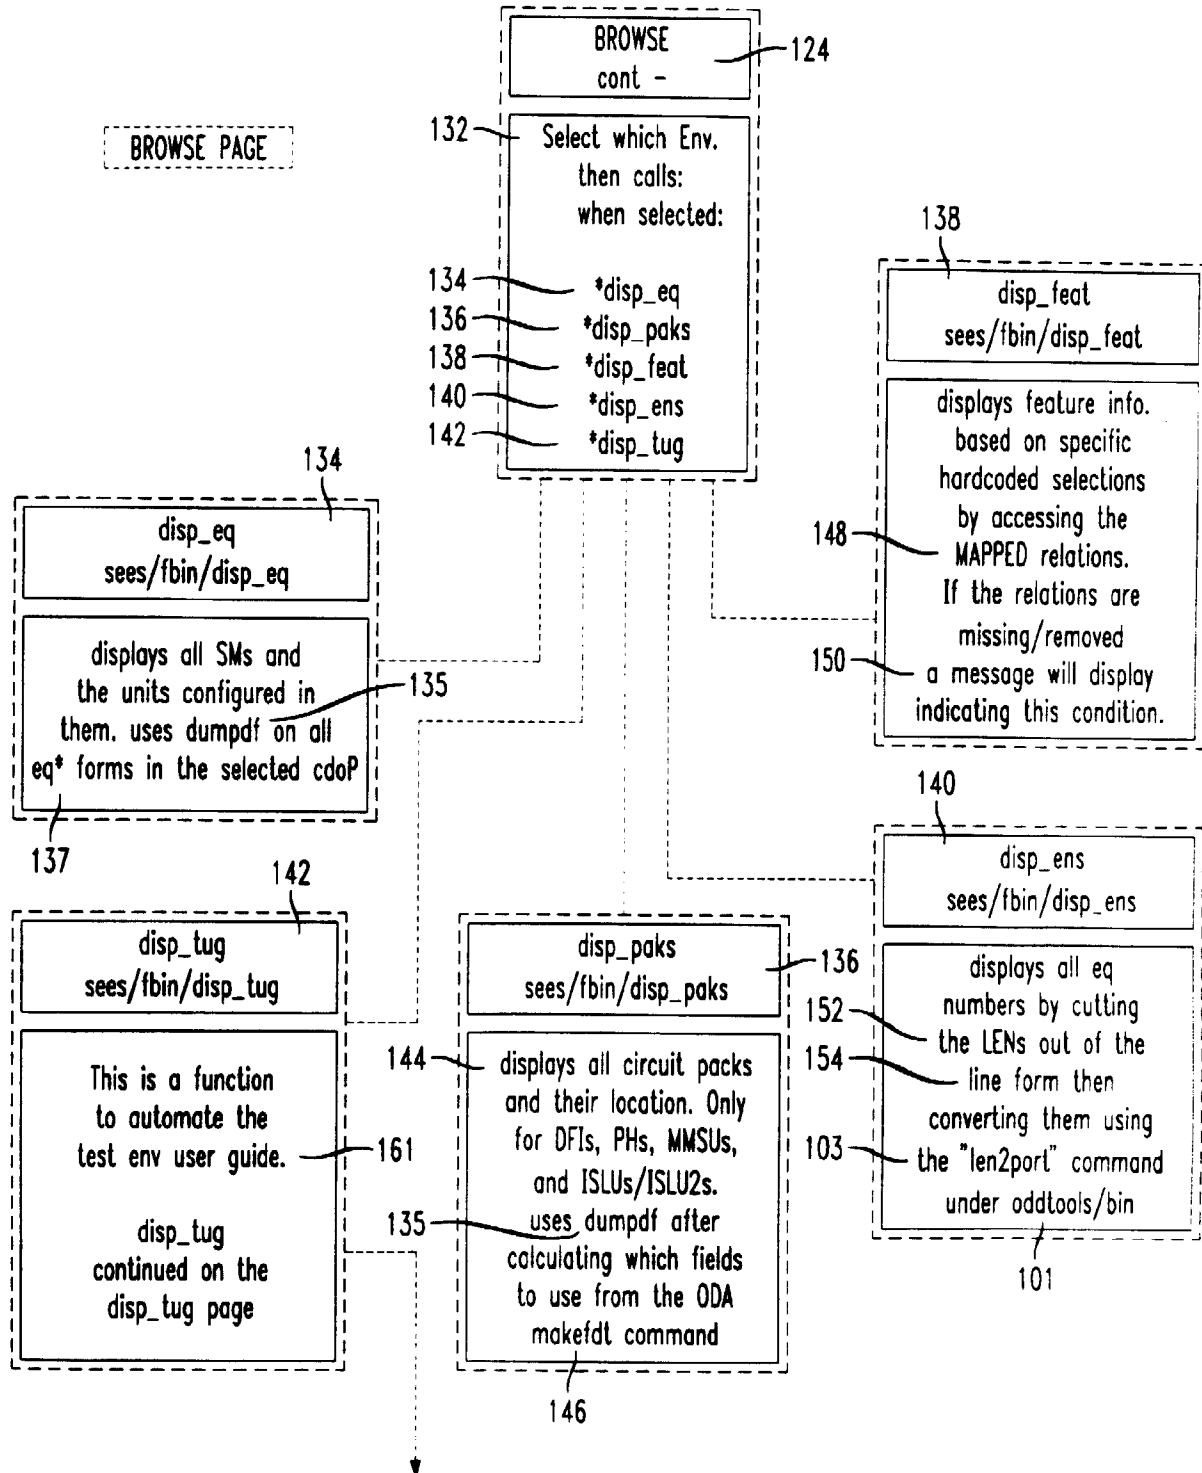 BROWSE
cont -
124
BROWSE PAGE
132
Select which Env.
then calls:
when selected:
134
*disp_eq
136
*disp_paks
138
*disp_feat
140
*disp_ens
142
*disp_tug
138
disp_feat
sees/fbin/disp_feat
displays feature info.
based on specific
hardcoded selections
by accessing the
148
MAPPED relations.
If the relations are
missing/removed
150
a message will display
indicating this condition.
134
disp_eq
sees/fbin/disp_eq
displays all SMs and
the units configured in
135
them. uses dumpdf on all
eq* forms in the selected cdoP
137
140
disp_ens
sees/fbin/disp_ens
displays all eq
numbers by cutting
152
the LENs out of the
154
line form then
converting them using
103
the "len2port" command
under oddtools/bin
101
142
disp_tug
sees/fbin/disp_tug
This is a function
to automate the
test env user guide.
161
disp_tug
continued on the
disp_tug page
disp_paks
sees/fbin/disp_paks
136
144
displays all circuit packs
and their location. Only
for DFIs, PHs, MMSUs,
and ISLUs/ISLU2s.
135
uses dumpdf after
calculating which fields
to use from the ODA
makefdt command
146